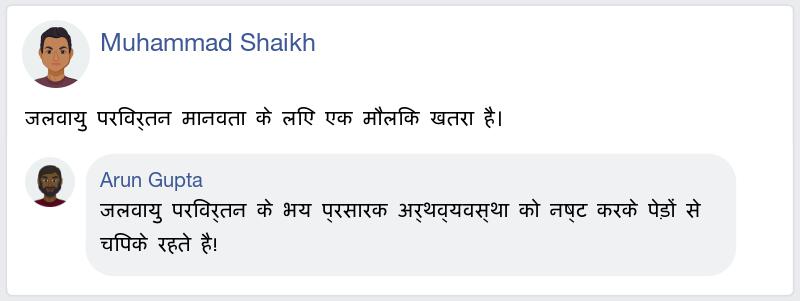 Muhammad Shaikh
जलवायु परिवर्तन मानवता के लिए एक मौलिक खतरा है।
Arun Gupta
जलवायु परिवर्तन के भय प्रसारक अर्थव्यवस्था को नष्ट करके पेड़ों से
चिपके रहते है!